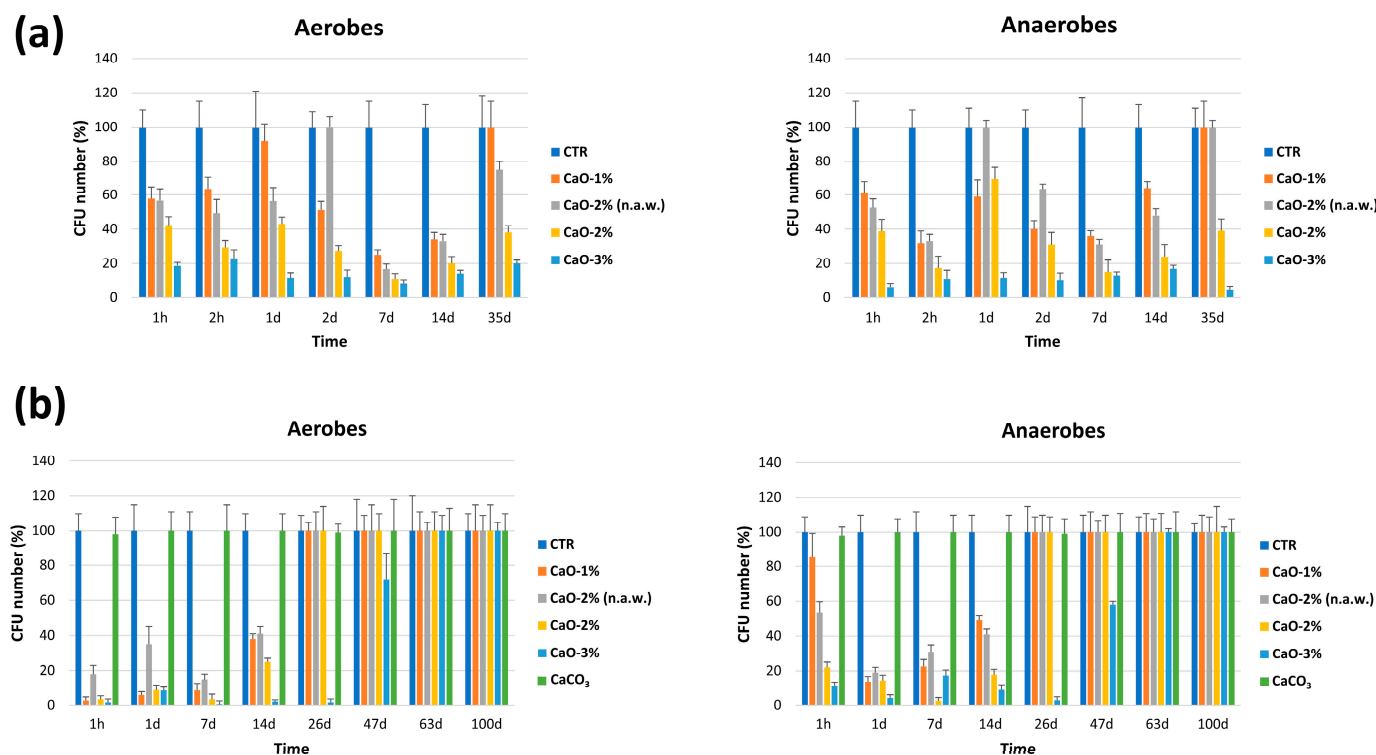 (a)
Aerobes
CFU number (%)
140
120
100
80
60
40
20
0
1h 2h 1d 2d 7d 14d 35d
Time
CTR
CaO-1%
CaO-2% (n.a.w.)
CaO-2%
CaO-3%
Anaerobes
CFU number (%)
140
120
100
80
60
40
20
0
1h 2h 1d 2d 7d 14d 35d
Time
CTR
CaO-1%
CaO-2% (n.a.w.)
CaO-2%
CaO-3%
(b)
Aerobes
CFU number (%)
140
120
100
80
60
40
20
0
1h 1d 7d 14d 26d 47d 63d 100d
Time
CTR
CaO-1%
CaO-2% (n.a.w.)
CaO-2%
CaO-3%
CaCO₃
Anaerobes
CFU number (%)
140
120
100
80
60
40
20
0
1h 1d 7d 14d 26d 47d 63d 100d
Time
CTR
CaO-1%
CaO-2% (n.a.w.)
CaO-2%
CaO-3%
CaCO₃